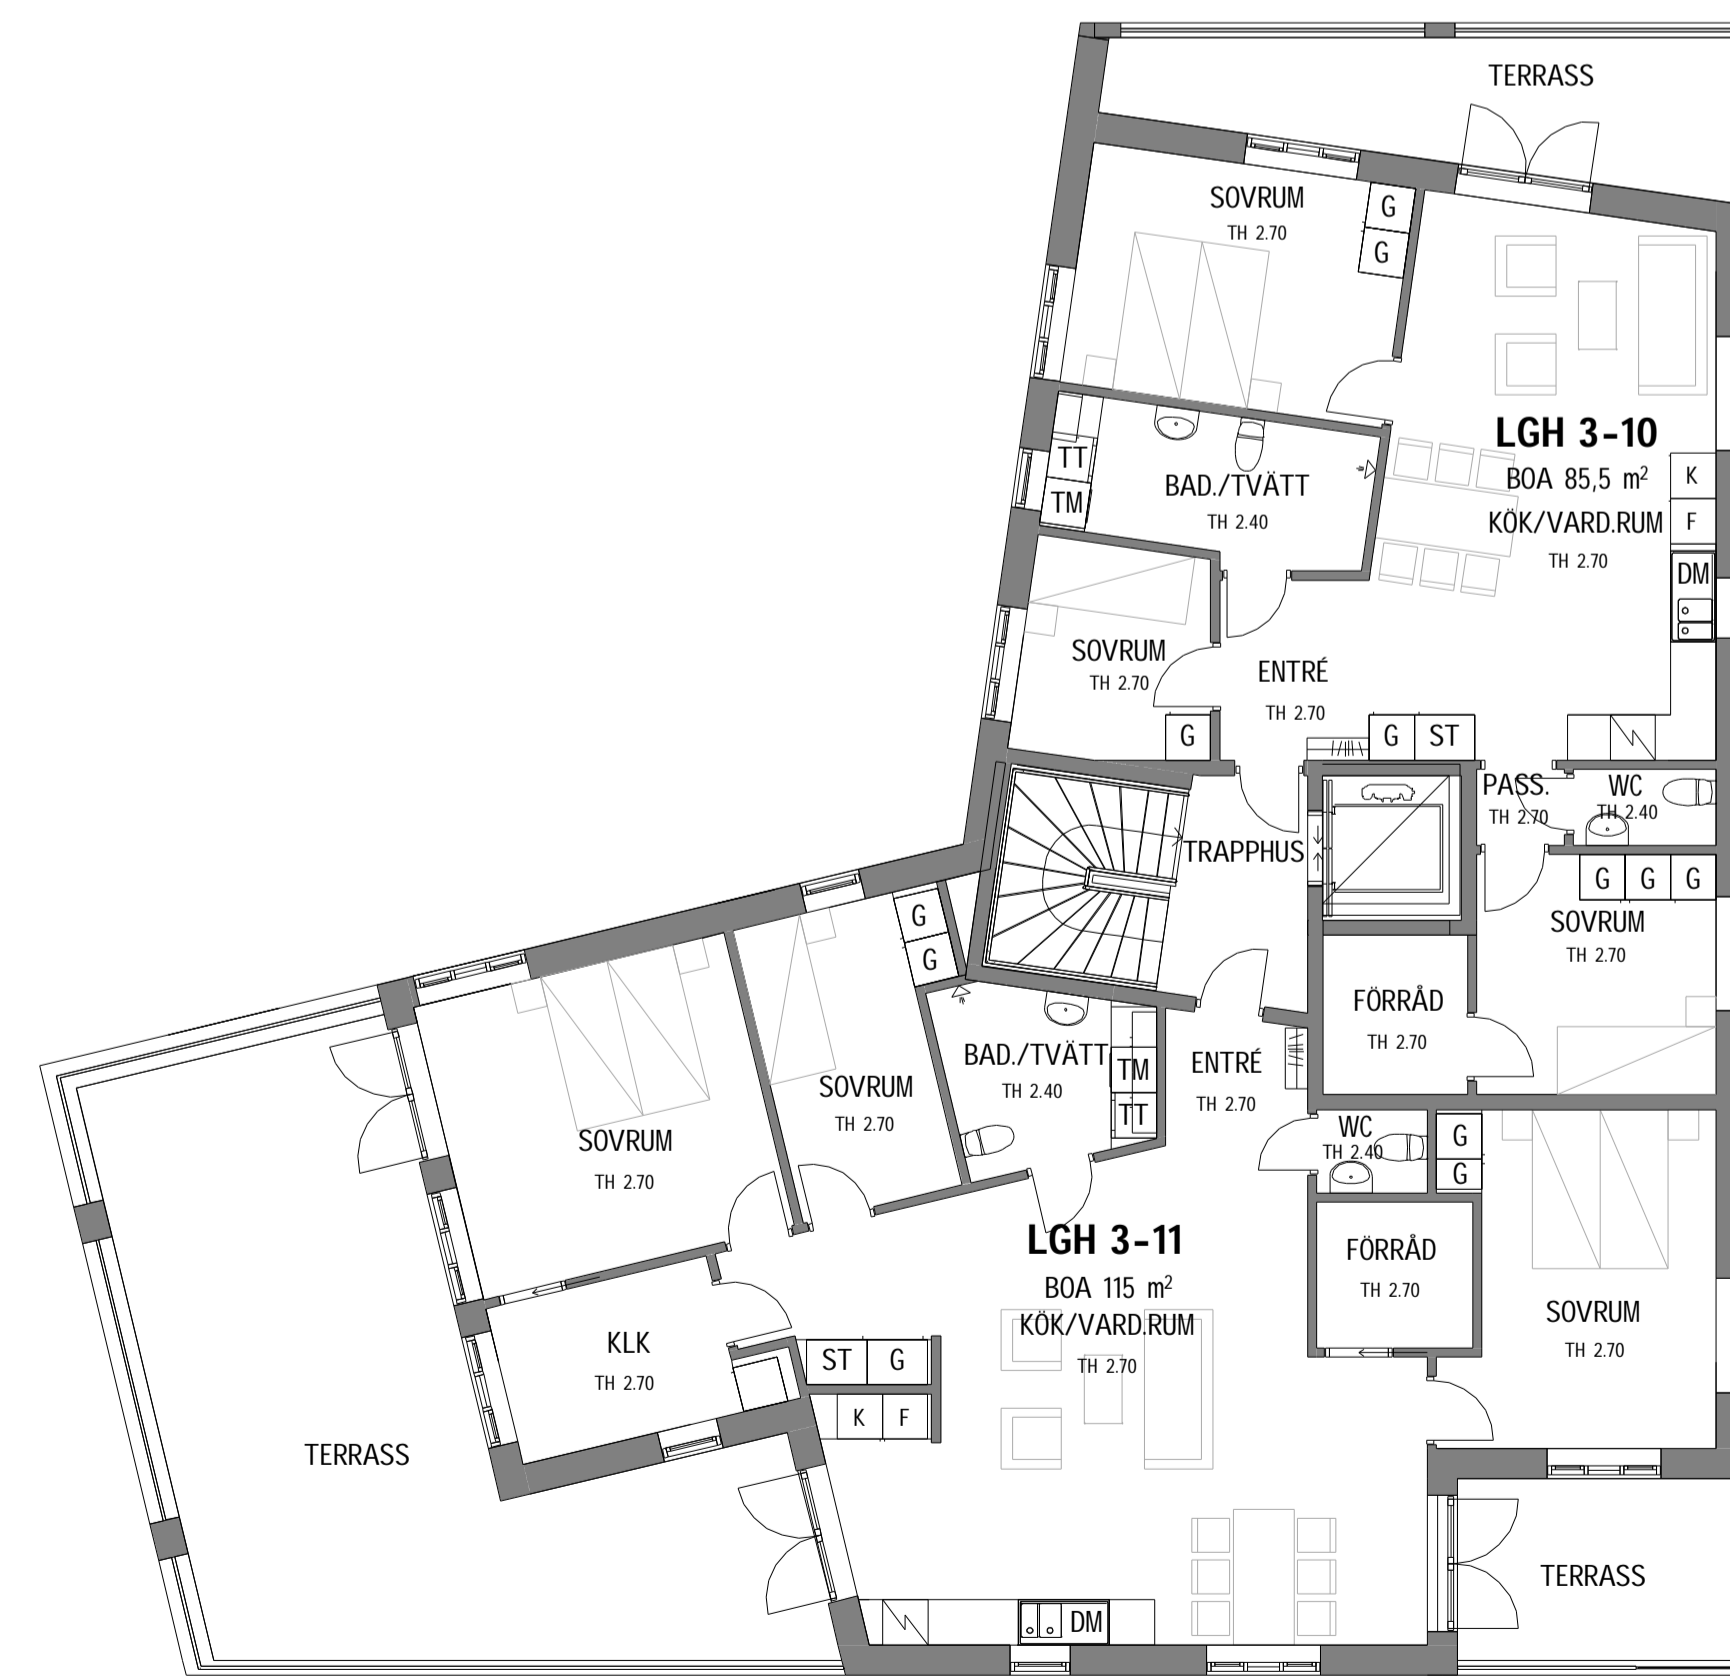 TERRASS
SOVRUM
TH 2.70
G
G
LGH 3-10
BOA 85,5 m²
KÖK/VARD.RUM
TH 2.70
K
F
DM
TT
TM
BAD./TVÄTT
TH 2.40
SOVRUM
TH 2.70
G
ENTRÉ
TH 2.70
G
ST
PASS.
TH 2.70
WC
TH 2.40
TRAPPHUS
G
G
G
SOVRUM
TH 2.70
FÖRRÅD
TH 2.70
G
G
SOVRUM
TH 2.70
SOVRUM
TH 2.70
BAD./TVÄTT
TH 2.40
TM
TT
ENTRÉ
TH 2.70
WC
TH 2.40
G
G
LGH 3-11
BOA 115 m²
KÖK/VARD.RUM
TH 2.70
FÖRRÅD
TH 2.70
SOVRUM
TH 2.70
KLK
TH 2.70
ST
G
K
F
TERRASS
DM
TERRASS